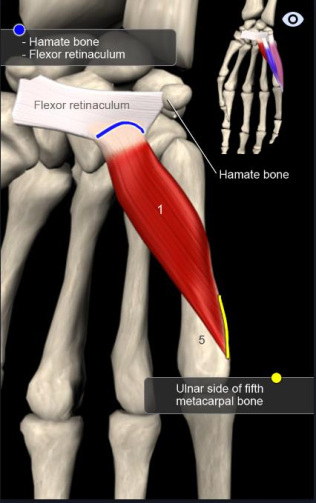 - Hamate bone
- Flexor retinaculum
Flexor retinaculum
Hamate bone
1
5
Ulnar side of fifth
metacarpal bone